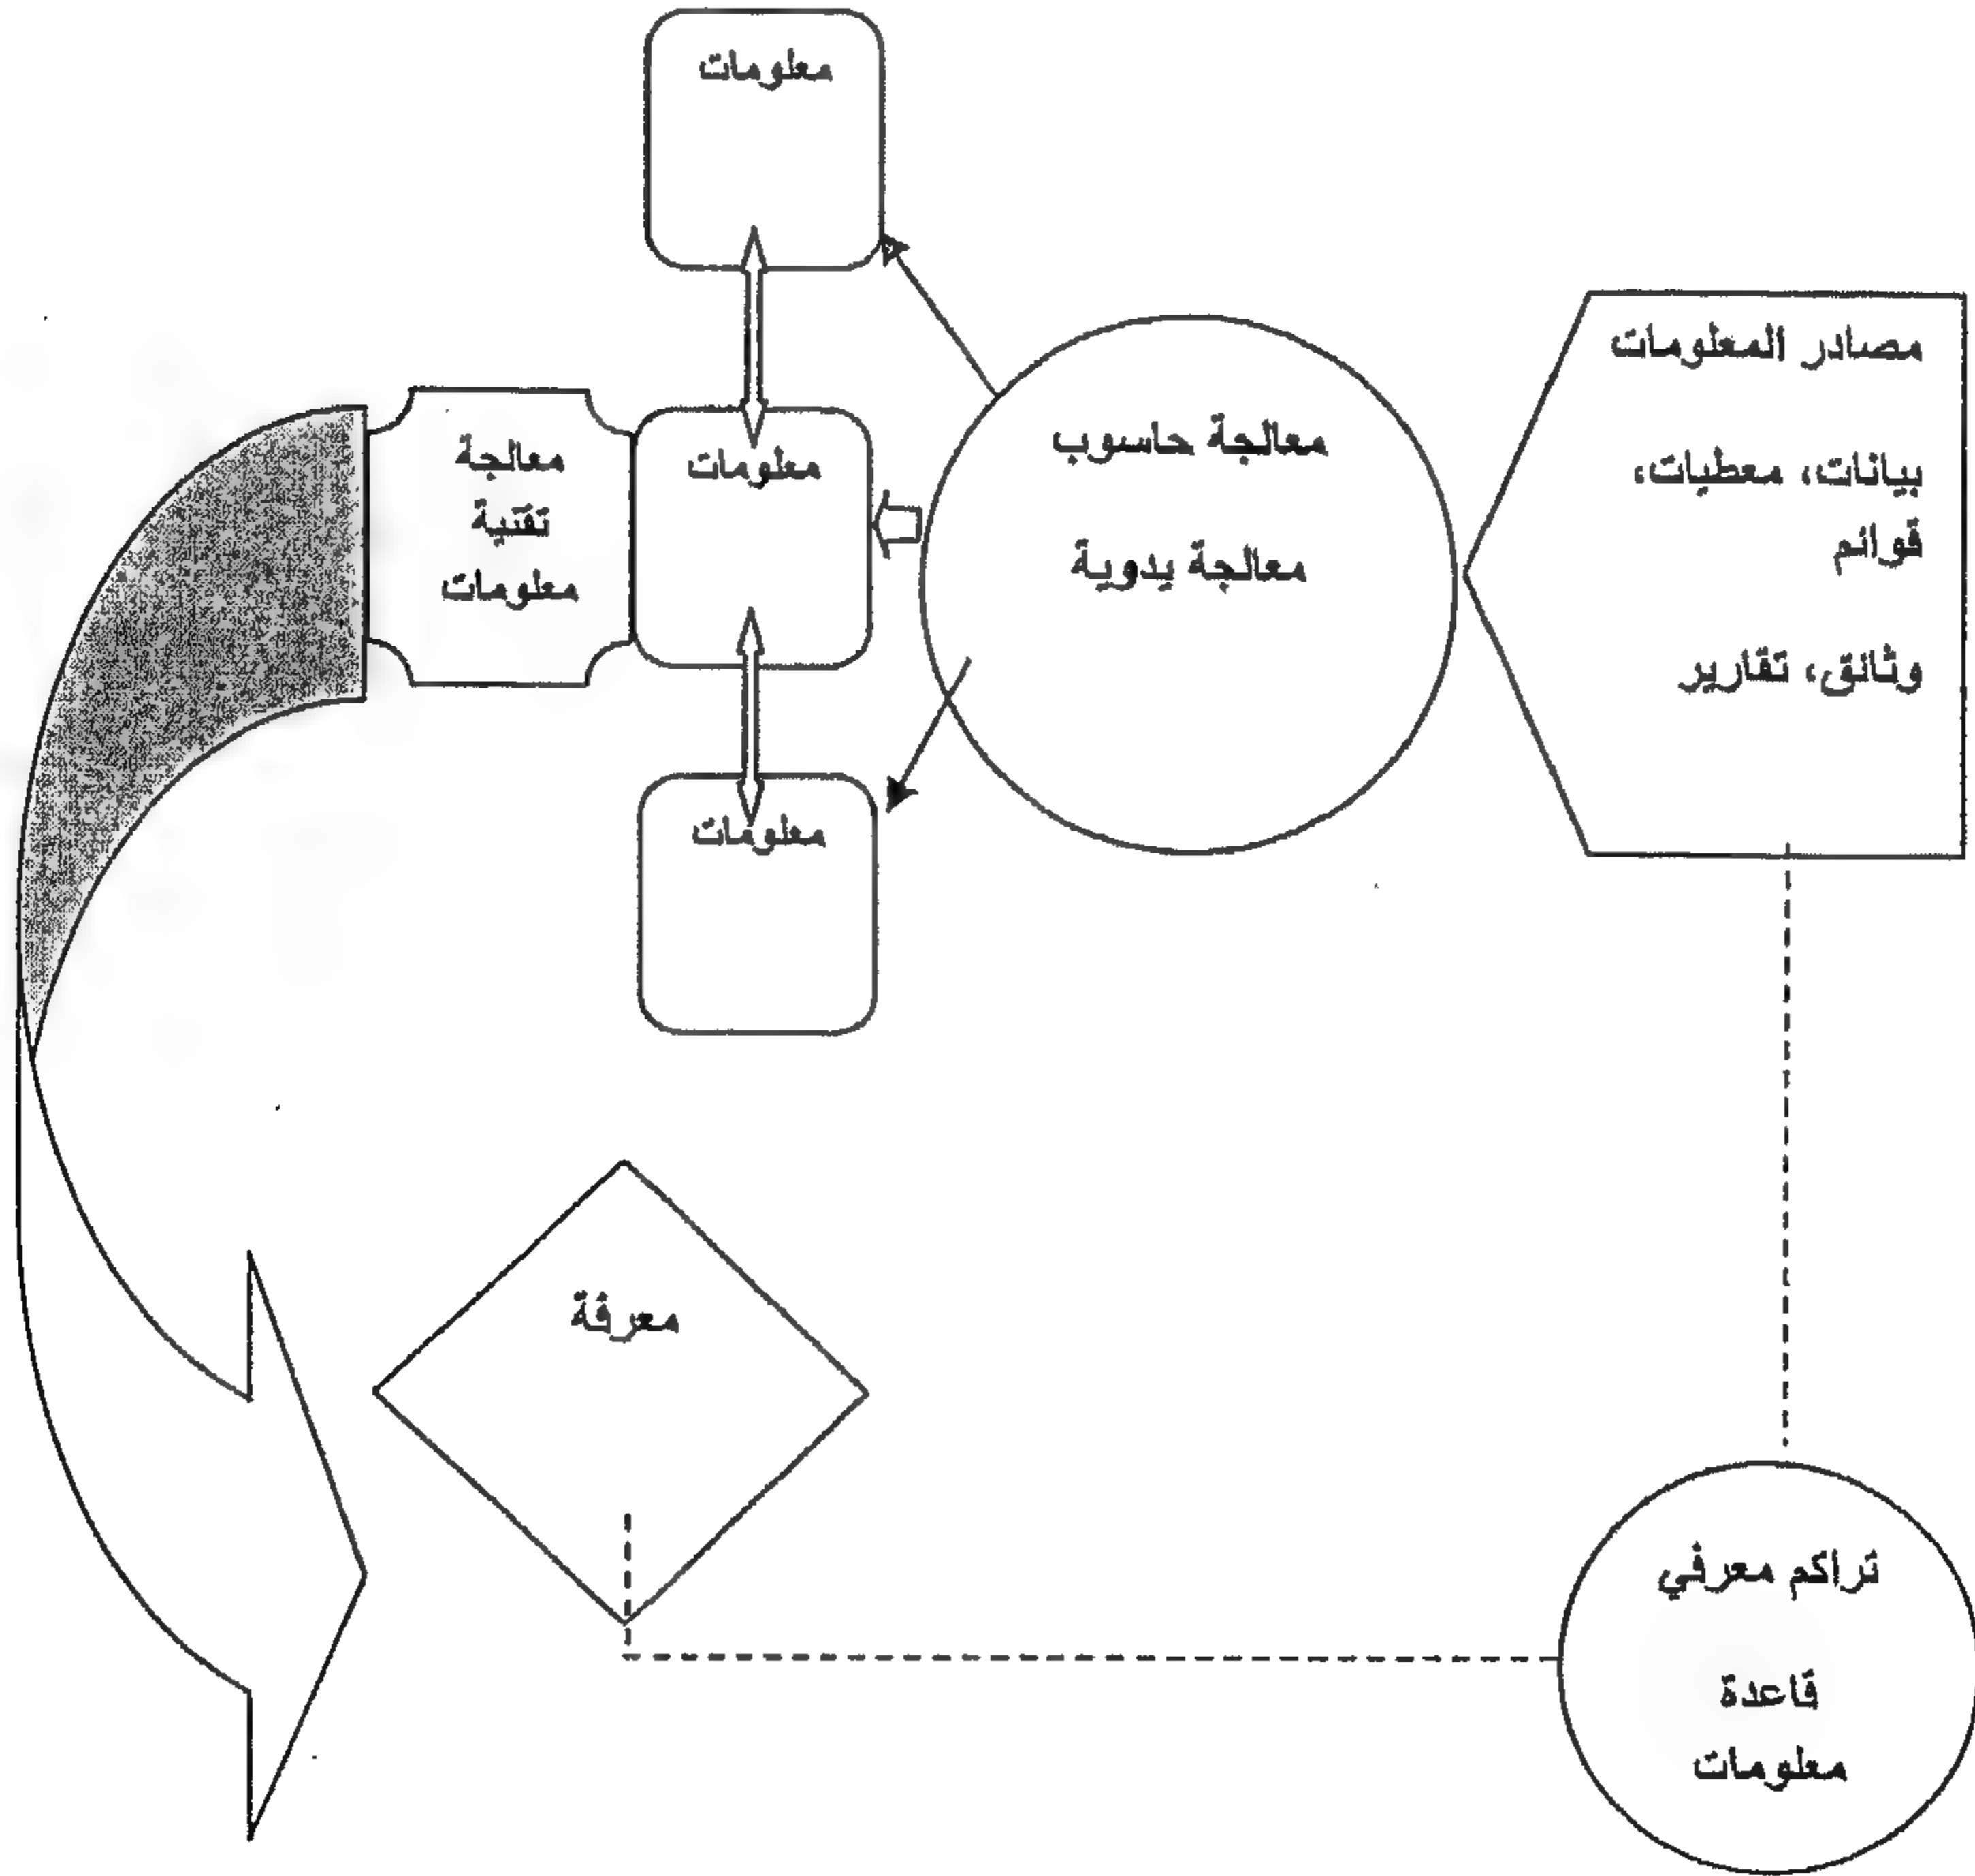 مصادر المعلومات
بيانات، معطيات،
قوائم
وثائق، تقارير
معالجة حاسوب
معالجة يدوية
معلومات
معلومات
معلومات
معالجة
تقنية
معلومات
معرفة
تراكم معرفي
قاعدة
معلومات